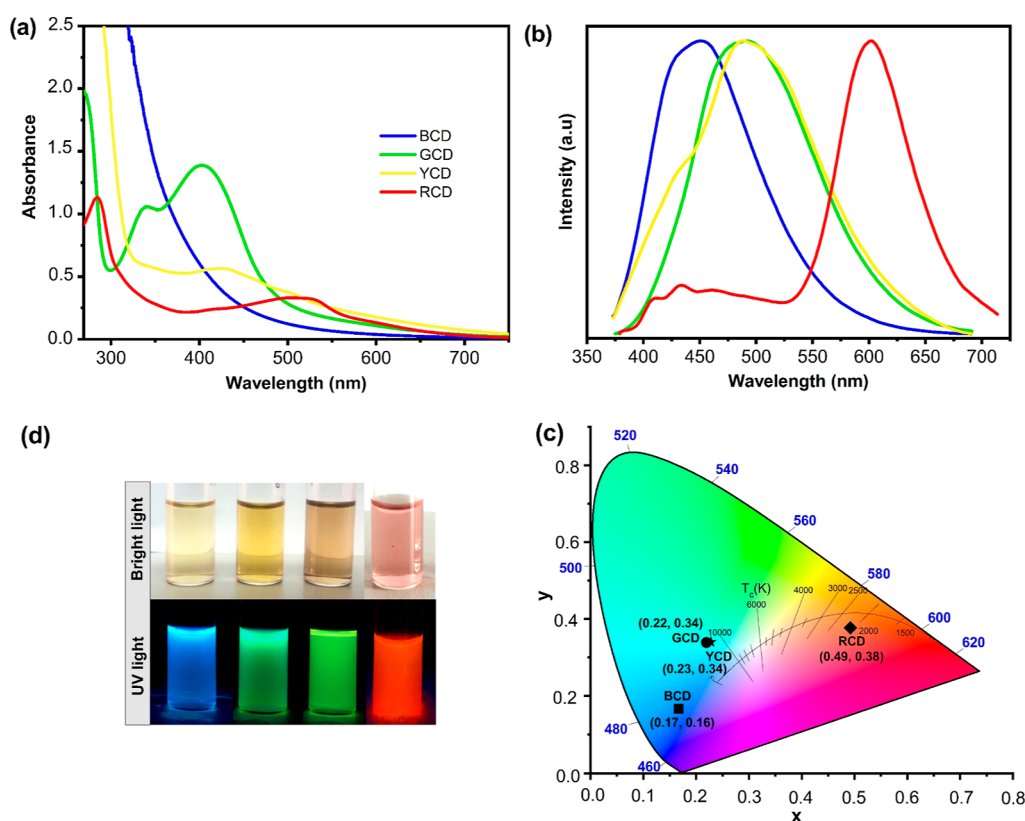 (a)
2.5
2.0
1.5
1.0
0.5
0.0
Absorbance
BCD
GCD
YCD
RCD
300 400 500 600 700
Wavelength (nm)
(b)
Intensity (a.u)
350 400 450 500 550 600 650 700
Wavelength (nm)
(d)
Bright light
UV light
(c)
520
540
560
580
600
620
500
480
460
0.8
0.6
0.4
0.2
0.0
y
T_c(K)
6000
4000
3000
2500
2000
1500
10000
(0.22, 0.34)
GCD
YCD
(0.23, 0.34)
RCD
(0.49, 0.38)
BCD
(0.17, 0.16)
0.0 0.1 0.2 0.3 0.4 0.5 0.6 0.7 0.8
x